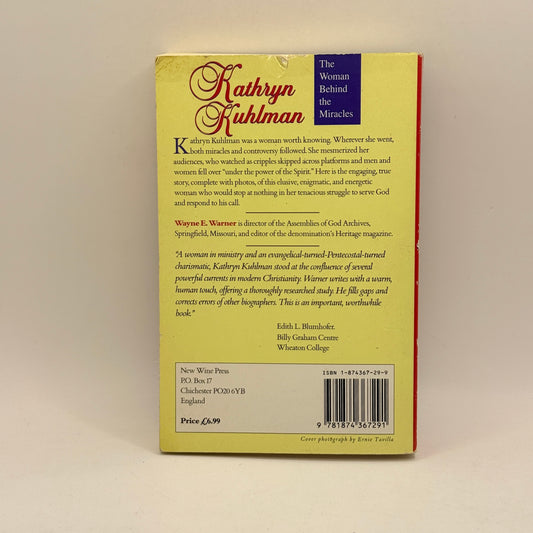 Kathryn
Kuhlman
The
Woman
Behind
the
Miracles
Kathryn Kuhlman was a woman worth knowing. Wherever she went,
both miracles and controversy followed. She mesmerized her
audiences, who watched as cripples skipped across platforms and men and
women fell over "under the power of the Spirit." Here is the engaging, true
story, complete with photos, of this elusive, enigmatic, and energetic
woman who would stop at nothing in her tenacious struggle to serve God
and respond to his call.
Wayne E. Warner is director of the Assemblies of God Archives,
Springfield, Missouri, and editor of the denomination's Heritage magazine.
"A woman in ministry and an evangelical-turned-Pentecostal-turned
charismatic, Kathryn Kuhlman stood at the confluence of several
powerful currents in modern Christianity. Warner writes with a warm,
human touch, offering a thoroughly researched study. He fills gaps and
corrects errors of other biographers. This is an important, worthwhile
book."
Edith L. Blumhofer.
Billy Graham Centre
Wheaton College
New Wine Press
P.O. Box 17
Chichester PO20 6YB
England
Price £6.99
ISBN 1-874367-29-9
9 781874 367291
Cover photograph by Ernie Tavilla